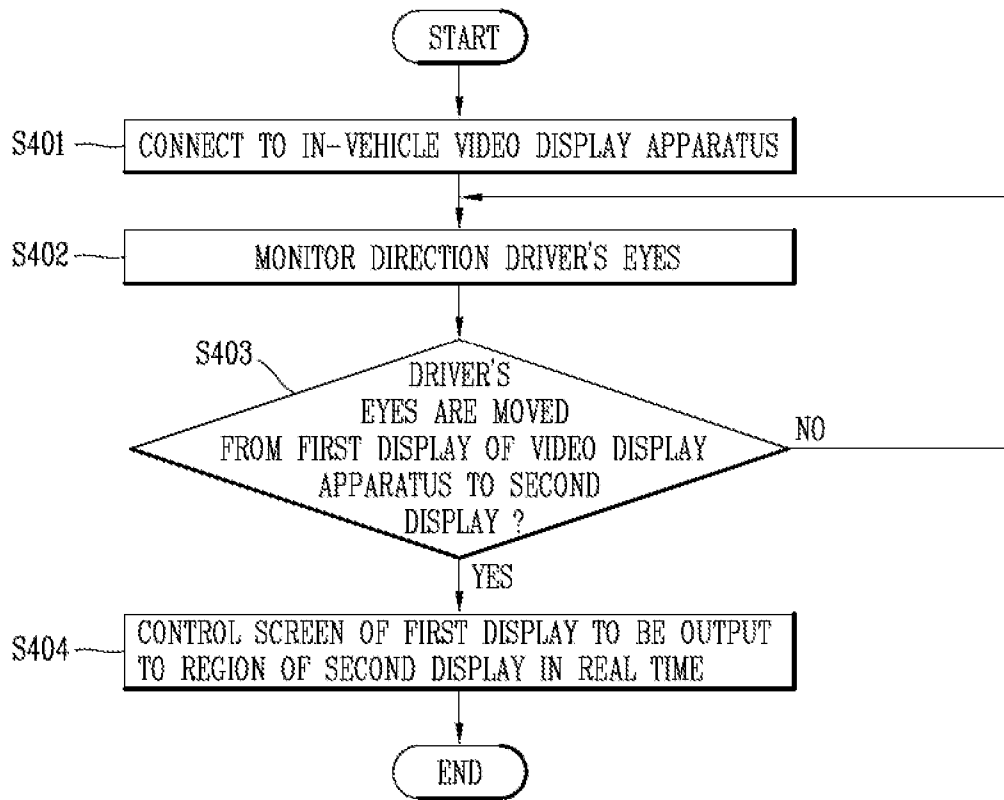 START
S401
CONNECT TO IN-VEHICLE VIDEO DISPLAY APPARATUS
S402
MONITOR DIRECTION DRIVER'S EYES
S403
DRIVER'S
EYES ARE MOVED
FROM FIRST DISPLAY OF VIDEO DISPLAY
APPARATUS TO SECOND
DISPLAY ?
NO
YES
S404
CONTROL SCREEN OF FIRST DISPLAY TO BE OUTPUT
TO REGION OF SECOND DISPLAY IN REAL TIME
END